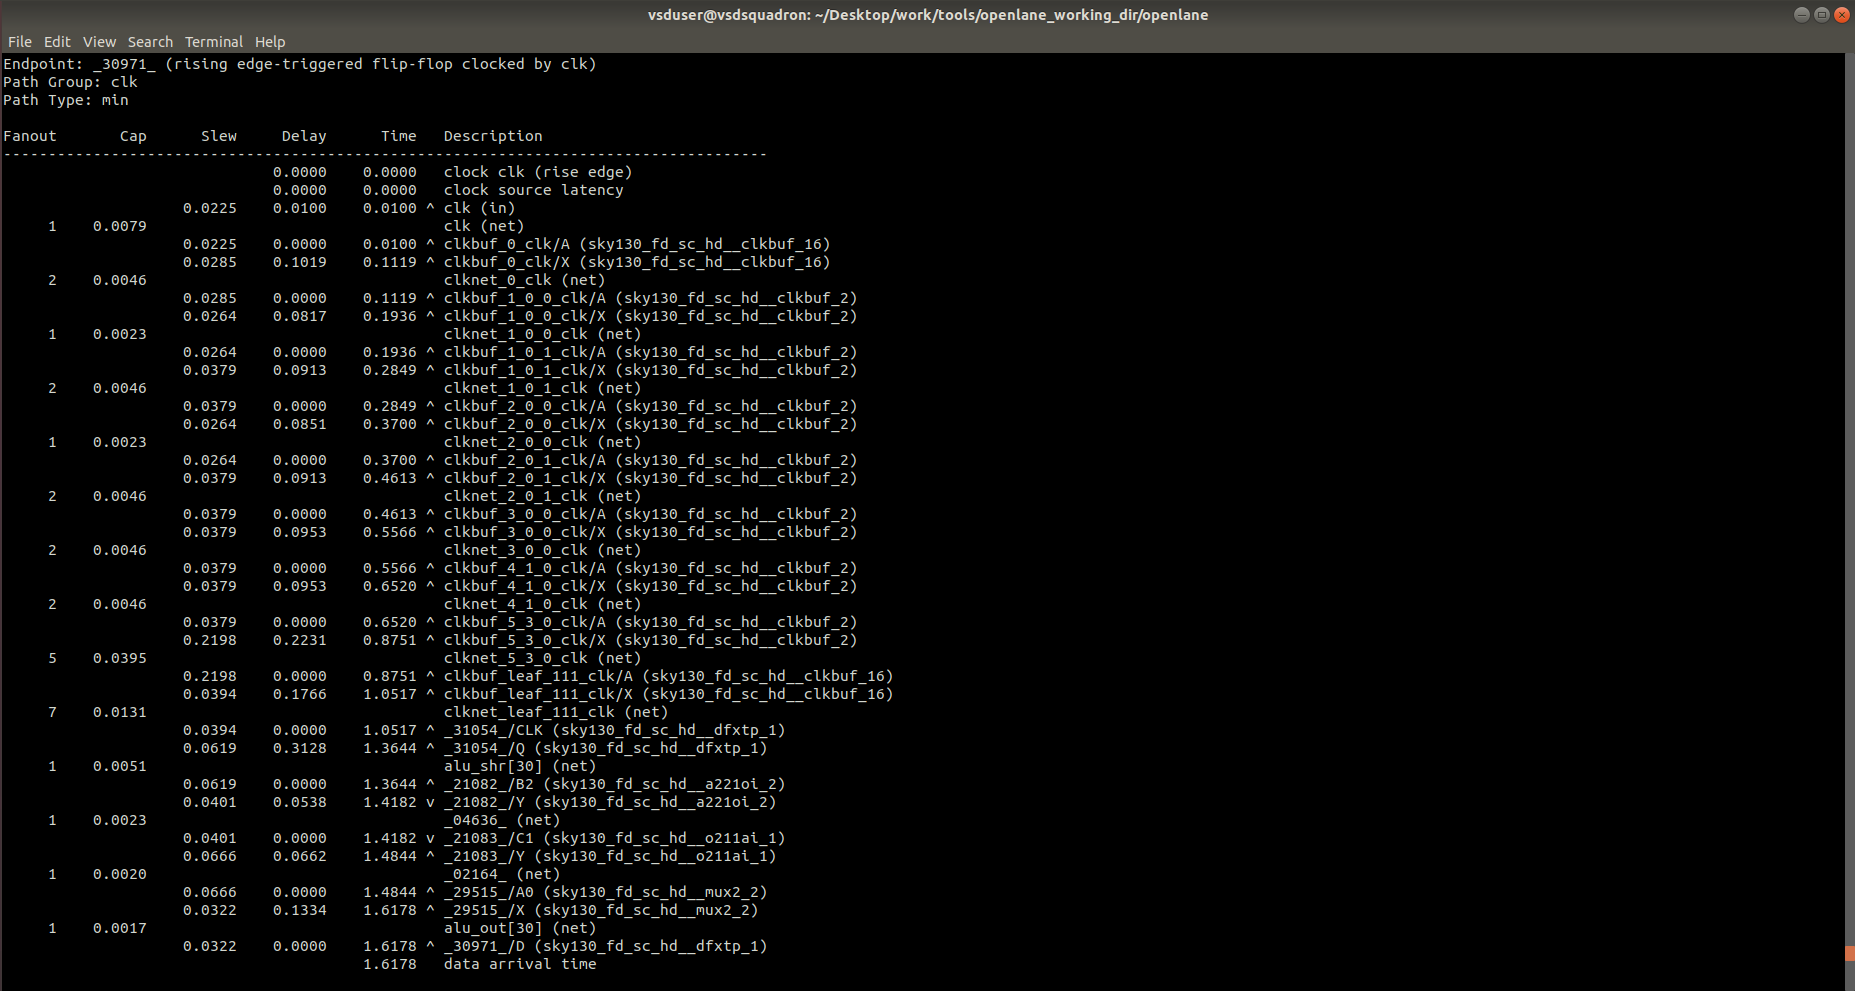 vsduser@vsdsquadron: ~/Desktop/work/tools/openlane_working_dir/openlane
File Edit View Search Terminal Help
Endpoint: _30971_ (rising edge-triggered flip-flop clocked by clk)
Path Group: clk
Path Type: min
Fanout Cap Slew Delay Time Description
-------------------------------------------------------------------------------------
0.0000 0.0000 clock clk (rise edge)
0.0000 0.0000 clock source latency
0.0225 0.0100 0.0100 ^ clk (in)
1 0.0079 clk (net)
0.0225 0.0000 0.0100 ^ clkbuf_0_clk/A (sky130_fd_sc_hd__clkbuf_16)
0.0285 0.1019 0.1119 ^ clkbuf_0_clk/X (sky130_fd_sc_hd__clkbuf_16)
2 0.0046 clknet_0_clk (net)
0.0285 0.0000 0.1119 ^ clkbuf_1_0_0_clk/A (sky130_fd_sc_hd__clkbuf_2)
0.0264 0.0817 0.1936 ^ clkbuf_1_0_0_clk/X (sky130_fd_sc_hd__clkbuf_2)
1 0.0023 clknet_1_0_0_clk (net)
0.0264 0.0000 0.1936 ^ clkbuf_1_0_1_clk/A (sky130_fd_sc_hd__clkbuf_2)
0.0379 0.0913 0.2849 ^ clkbuf_1_0_1_clk/X (sky130_fd_sc_hd__clkbuf_2)
2 0.0046 clknet_1_0_1_clk (net)
0.0379 0.0000 0.2849 ^ clkbuf_2_0_0_clk/A (sky130_fd_sc_hd__clkbuf_2)
0.0264 0.0851 0.3700 ^ clkbuf_2_0_0_clk/X (sky130_fd_sc_hd__clkbuf_2)
1 0.0023 clknet_2_0_0_clk (net)
0.0264 0.0000 0.3700 ^ clkbuf_2_0_1_clk/A (sky130_fd_sc_hd__clkbuf_2)
0.0379 0.0913 0.4613 ^ clkbuf_2_0_1_clk/X (sky130_fd_sc_hd__clkbuf_2)
2 0.0046 clknet_2_0_1_clk (net)
0.0379 0.0000 0.4613 ^ clkbuf_3_0_0_clk/A (sky130_fd_sc_hd__clkbuf_2)
0.0379 0.0953 0.5566 ^ clkbuf_3_0_0_clk/X (sky130_fd_sc_hd__clkbuf_2)
2 0.0046 clknet_3_0_0_clk (net)
0.0379 0.0000 0.5566 ^ clkbuf_4_1_0_clk/A (sky130_fd_sc_hd__clkbuf_2)
0.0379 0.0953 0.6520 ^ clkbuf_4_1_0_clk/X (sky130_fd_sc_hd__clkbuf_2)
2 0.0046 clknet_4_1_0_clk (net)
0.0379 0.0000 0.6520 ^ clkbuf_5_3_0_clk/A (sky130_fd_sc_hd__clkbuf_2)
0.2198 0.2231 0.8751 ^ clkbuf_5_3_0_clk/X (sky130_fd_sc_hd__clkbuf_2)
5 0.0395 clknet_5_3_0_clk (net)
0.2198 0.0000 0.8751 ^ clkbuf_leaf_111_clk/A (sky130_fd_sc_hd__clkbuf_16)
0.0394 0.1766 1.0517 ^ clkbuf_leaf_111_clk/X (sky130_fd_sc_hd__clkbuf_16)
7 0.0131 clknet_leaf_111_clk (net)
0.0394 0.0000 1.0517 ^ _31054_/CLK (sky130_fd_sc_hd__dfxtp_1)
0.0619 0.3128 1.3644 ^ _31054_/Q (sky130_fd_sc_hd__dfxtp_1)
1 0.0051 alu_shr[30] (net)
0.0619 0.0000 1.3644 ^ _21082_/B2 (sky130_fd_sc_hd__a221oi_2)
0.0401 0.0538 1.4182 v _21082_/Y (sky130_fd_sc_hd__a221oi_2)
1 0.0023 _04636_ (net)
0.0401 0.0000 1.4182 v _21083_/C1 (sky130_fd_sc_hd__o211ai_1)
0.0666 0.0662 1.4844 ^ _21083_/Y (sky130_fd_sc_hd__o211ai_1)
1 0.0020 _02164_ (net)
0.0666 0.0000 1.4844 ^ _29515_/A0 (sky130_fd_sc_hd__mux2_2)
0.0322 0.1334 1.6178 ^ _29515_/X (sky130_fd_sc_hd__mux2_2)
1 0.0017 alu_out[30] (net)
0.0322 0.0000 1.6178 ^ _30971_/D (sky130_fd_sc_hd__dfxtp_1)
1.6178 data arrival time